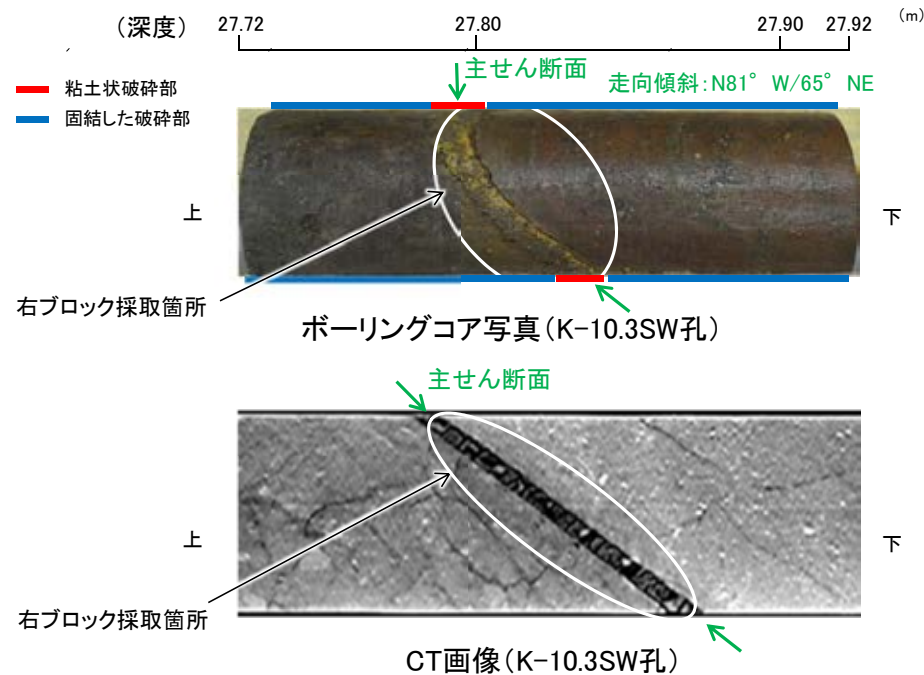 (深度) 27.72 27.80 27.90 27.92 (m)
主せん断面
走向傾斜:N81°W/65°NE
粘土状破砕部
固結した破砕部
上
下
右ブロック採取箇所
ボーリングコア写真(K-10.3SW孔)
主せん断面
上
下
右ブロック採取箇所
CT画像(K-10.3SW孔)